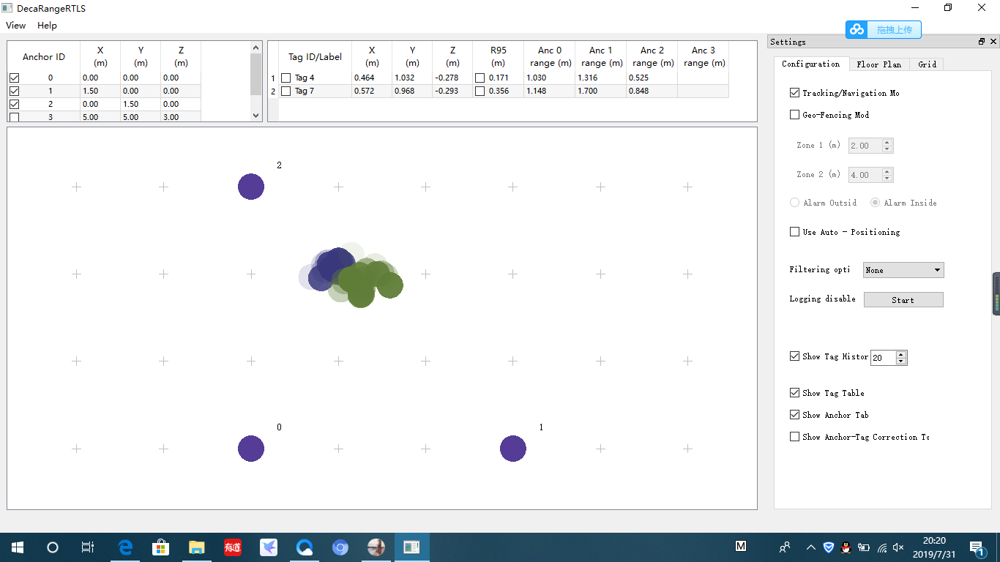 DecaRangeRTLS
View Help
拖拽上传
Anchor ID X (m) Y (m) Z (m)
0 0.00 0.00 0.00
1 1.50 0.00 0.00
2 0.00 1.50 0.00
3 5.00 5.00 3.00
Tag ID/Label X (m) Y (m) Z (m) R95 (m) Anc 0 range (m) Anc 1 range (m) Anc 2 range (m) Anc 3 range (m)
1 Tag 4 0.464 1.032 -0.278 0.171 1.030 1.316 0.525
2 Tag 7 0.572 0.968 -0.293 0.356 1.148 1.700 0.848
2
0
1
Settings
Configuration Floor Plan Grid
Tracking/Navigation Mo
Geo-Fencing Mod
Zone 1 (m) 2.00
Zone 2 (m) 4.00
Alarm Outsid Alarm Inside
Use Auto - Positioning
Filtering opti None
Logging disable Start
Show Tag Histor 20
Show Tag Table
Show Anchor Tab
Show Anchor-Tag Correction Ta
有道
M
20:20
2019/7/31
1